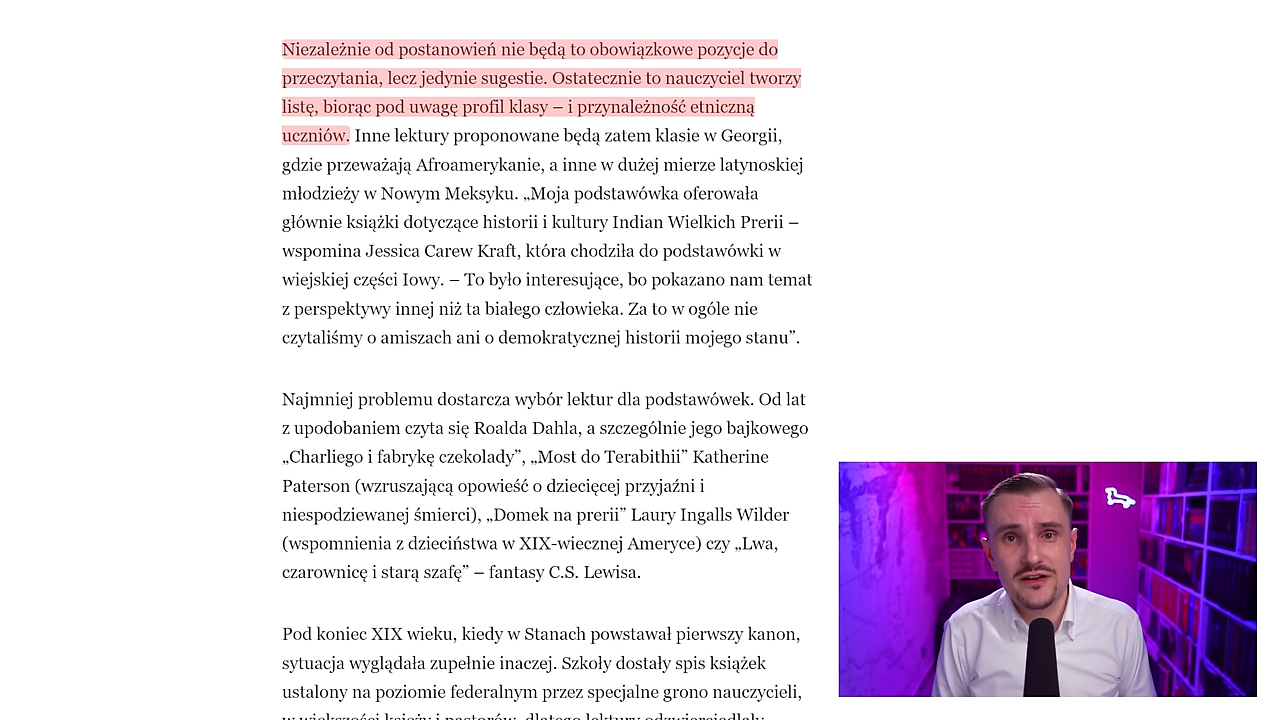 Niezależnie od postanowień nie będą to obowiązkowe pozycje do
przeczytania, lecz jedynie sugestie. Ostatecznie to nauczyciel tworzy
listę, biorąc pod uwagę profil klasy – i przynależność etniczną
uczniów. Inne lektury proponowane będą zatem klasie w Georgii,
gdzie przeważają Afroamerykanie, a inne w dużej mierze latynoskiej
młodzieży w Nowym Meksyku. „Moja podstawówka oferowała
głównie książki dotyczące historii i kultury Indian Wielkich Prerii –
wspomina Jessica Carew Kraft, która chodziła do podstawówki w
wiejskiej części Iowy. – To było interesujące, bo pokazano nam temat
z perspektywy innej niż ta białego człowieka. Za to w ogóle nie
czytaliśmy o amiszach ani o demokratycznej historii mojego stanu”.
Najmniej problemu dostarcza wybór lektur dla podstawówek. Od lat
z upodobaniem czyta się Roalda Dahla, a szczególnie jego bajkowego
„Charliego i fabrykę czekolady”, „Most do Terabithii” Katherine
Paterson (wzruszającą opowieść o dziecięcej przyjaźni i
niespodziewanej śmierci), „Domek na prerii” Laury Ingalls Wilder
(wspomnienia z dzieciństwa w XIX-wiecznej Ameryce) czy „Lwa,
czarownicę i starą szafę” – fantasy C.S. Lewisa.
Pod koniec XIX wieku, kiedy w Stanach powstawał pierwszy kanon,
sytuacja wyglądała zupełnie inaczej. Szkoły dostały spis książek
ustalony na poziomie federalnym przez specjalne grono nauczycieli,
w większości księży i pastorów, dlatego lektury odzwierciedlały